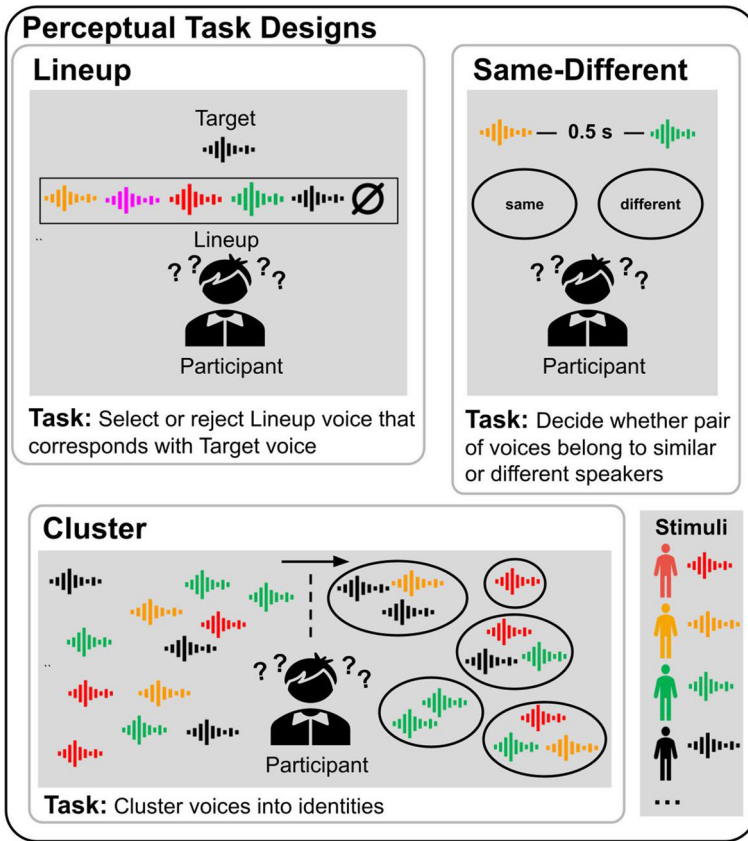 Perceptual Task Designs
Lineup
Target
Ø
Lineup
``
? ? ? ?
Participant
Task: Select or reject Lineup voice that
corresponds with Target voice
Same-Different
0.5 s
same
different
? ? ? ?
Participant
Task: Decide whether pair
of voices belong to similar
or different speakers
Cluster
``
? ? ? ?
Participant
Task: Cluster voices into identities
Stimuli
...